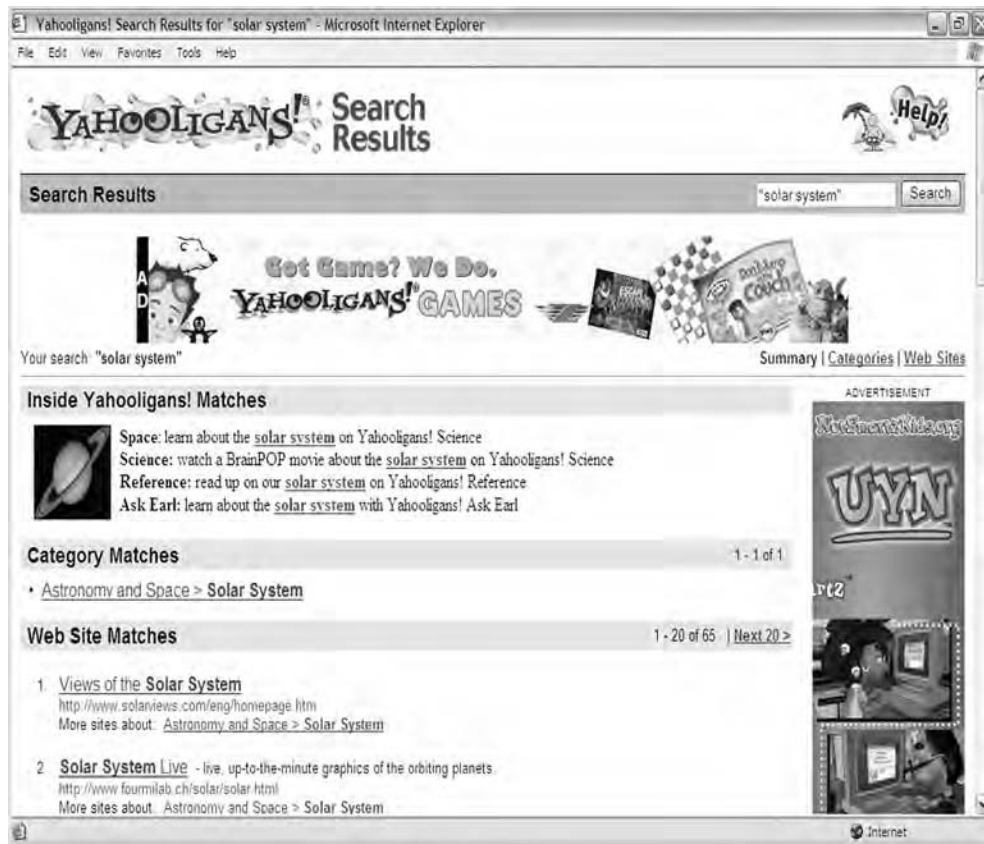 Yahooligans! Search Results for "solar system" - Microsoft Internet Explorer
File Edit View Favorites Tools Help
YAHOOLIGANS! Search Results
Help!
Search Results
"solar system" Search
AD
Got Game? We Do.
YAHOOLIGANS! GAMES
Your search: "solar system"
Summary | Categories | Web Sites
Inside Yahooligans! Matches
Space: learn about the solar system on Yahooligans! Science
Science: watch a BrainPOP movie about the solar system on Yahooligans! Science
Reference: read up on our solar system on Yahooligans! Reference
Ask Earl: learn about the solar system with Yahooligans! Ask Earl
Category Matches 1 - 1 of 1
• Astronomy and Space > Solar System
Web Site Matches 1 - 20 of 65 | Next 20 >
1. Views of the Solar System
http://www.solarviews.com/eng/homepage.htm
More sites about: Astronomy and Space > Solar System
2 Solar System Live - live, up-to-the-minute graphics of the orbiting planets
http://www.fourmilab.ch/solar/solar.html
More sites about: Astronomy and Space > Solar System
ADVERTISEMENT
NetSmartzKids.org
UYN
Internet